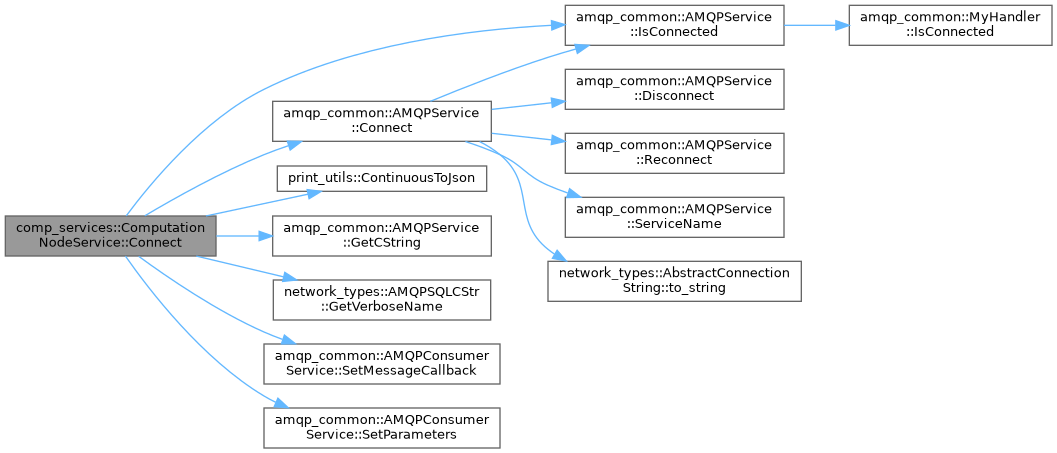 comp_services::Computation
NodeService::Connect
amqp_common::AMQPService
::IsConnected
amqp_common::MyHandler
::IsConnected
amqp_common::AMQPService
::Connect
amqp_common::AMQPService
::Disconnect
amqp_common::AMQPService
::Reconnect
amqp_common::AMQPService
::ServiceName
network_types::AbstractConnection
String::to_string
print_utils::ContinuousToJson
amqp_common::AMQPService
::GetCString
network_types::AMQPSQLCStr
::GetVerboseName
amqp_common::AMQPConsumer
Service::SetMessageCallback
amqp_common::AMQPConsumer
Service::SetParameters